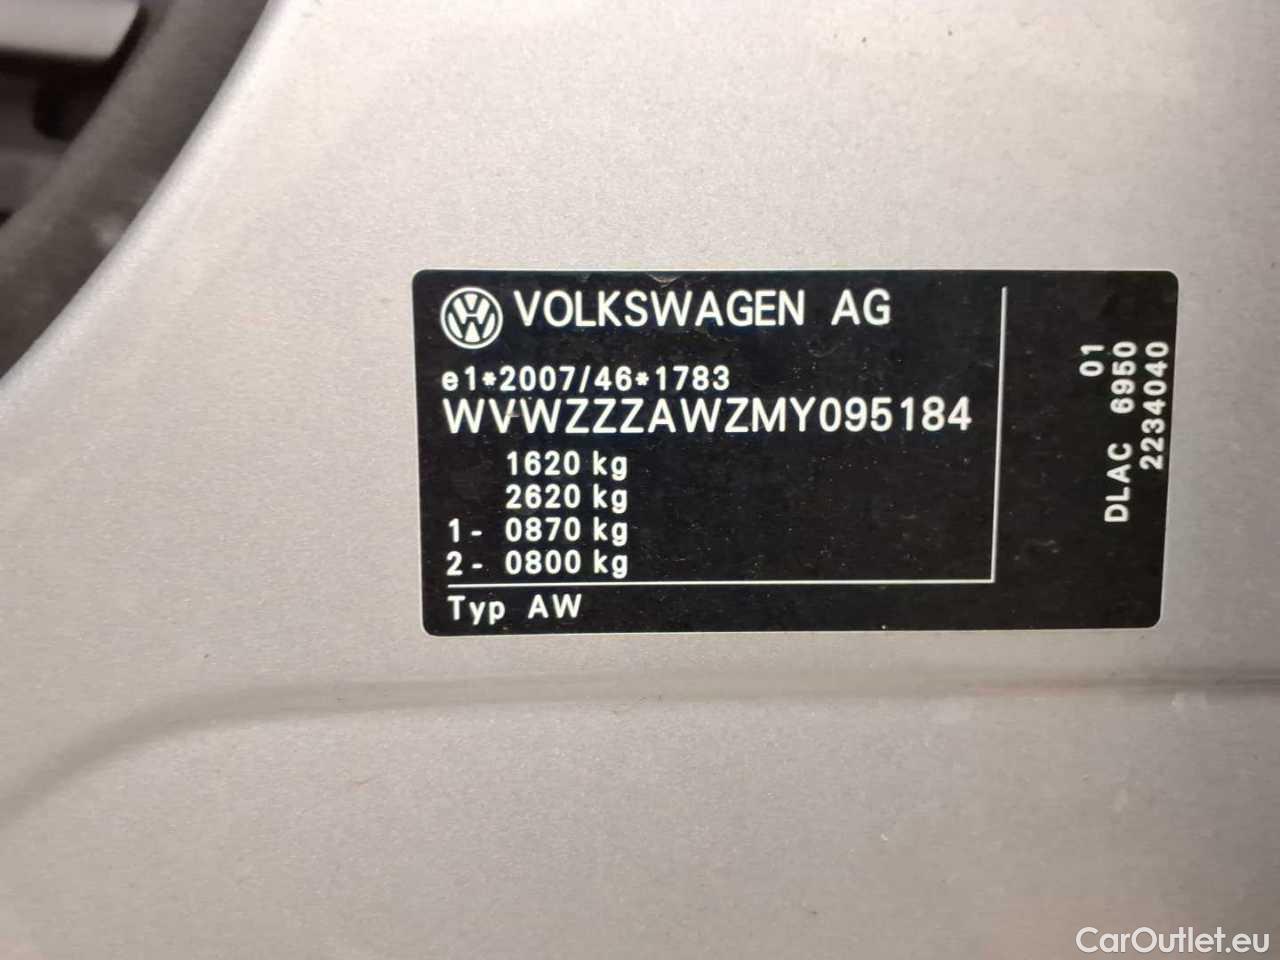 VOLKSWAGEN AG
e1*2007/46*1783
WVWZZZAWZMY095184
1620 kg
2620 kg
1- 0870 kg
2- 0800 kg
Typ AW
01
DLAC 6950
2234040
CarOutlet.eu